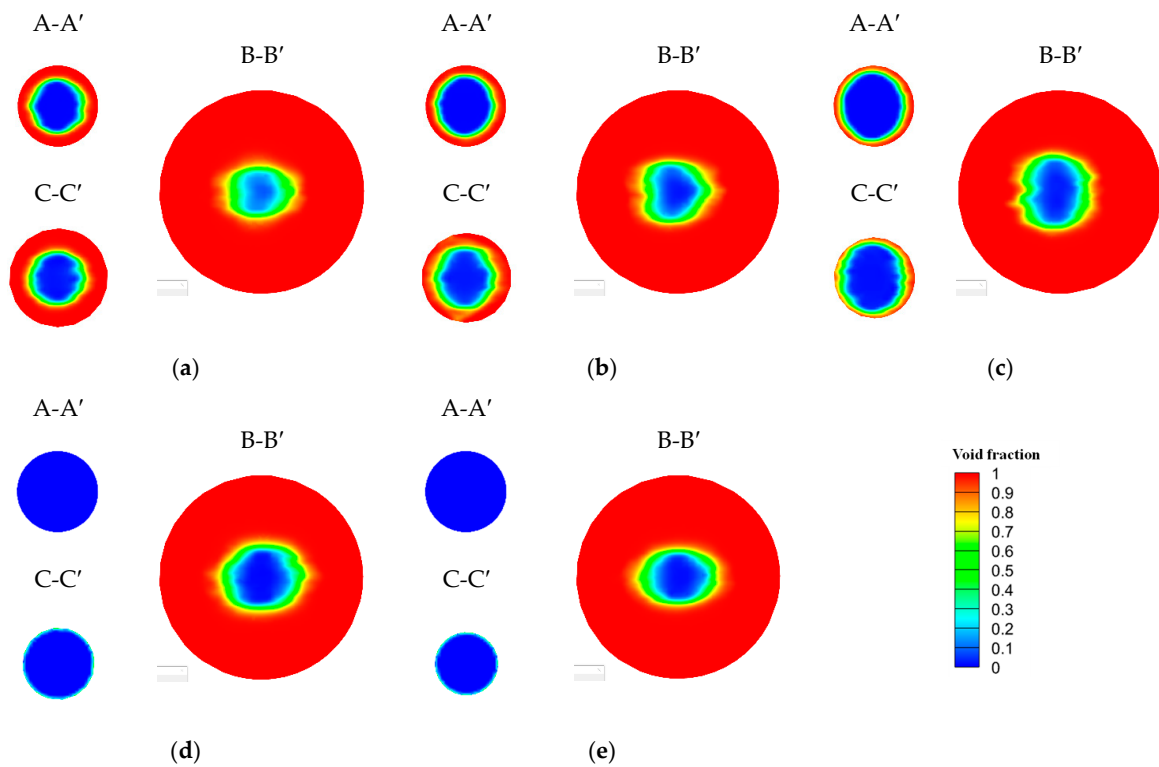 A-A′
B-B′
C-C′
(a)
A-A′
B-B′
C-C′
(b)
A-A′
B-B′
C-C′
(c)
A-A′
B-B′
C-C′
(d)
A-A′
B-B′
C-C′
(e)
Void fraction
1
0.9
0.8
0.7
0.6
0.5
0.4
0.3
0.2
0.1
0